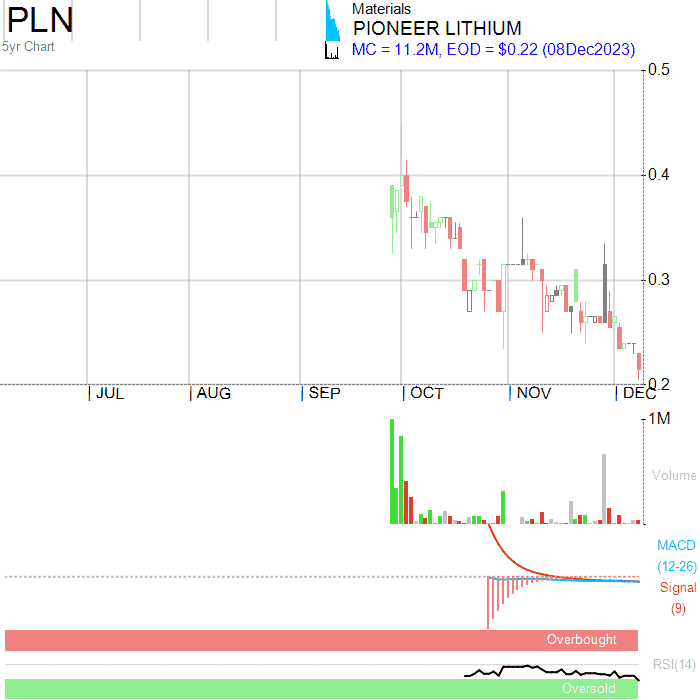 PLN
5yr Chart
Materials
PIONEER LITHIUM
MC = 11.2M, EOD = $0.22 (08Dec2023)
0.5
0.4
0.3
0.2
JUL AUG SEP OCT NOV DEC
1M
Volume
MACD
(12-26)
Signal
(9)
Overbought
RSI(14)
Oversold